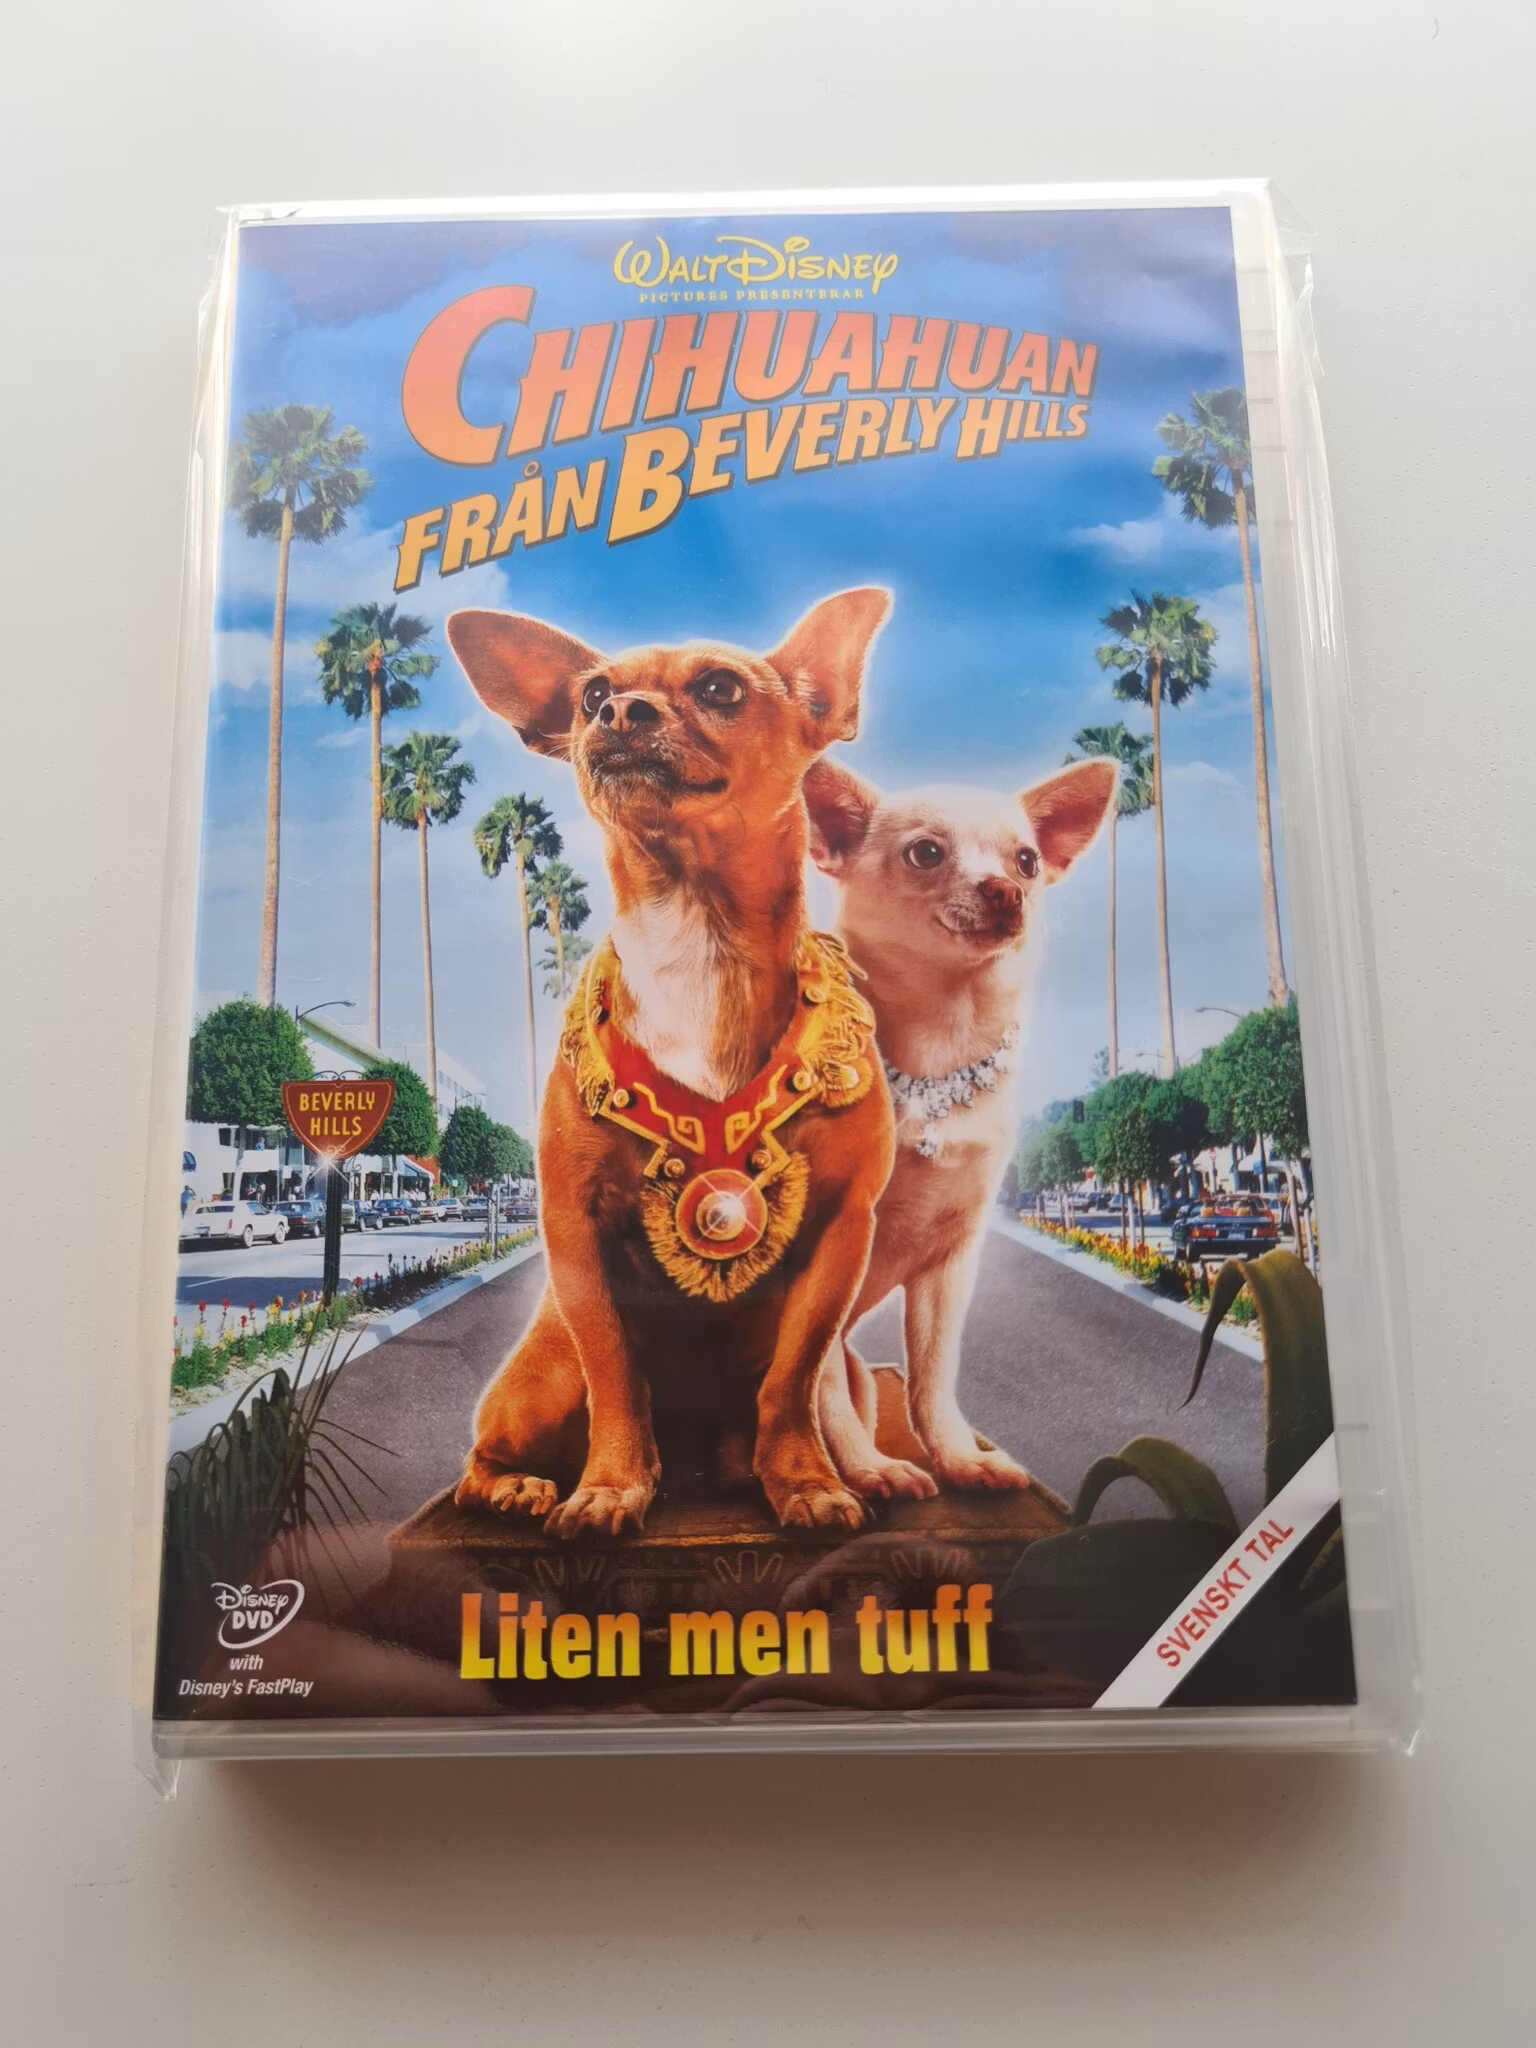 WALT DISNEY
PICTURES PRESENTERAR
CHIHUAHUAN
FRÅN BEVERLY HILLS
BEVERLY
HILLS
Liten men tuff
SVENSKT TAL
DISNEY
DVD
with
Disney's FastPlay